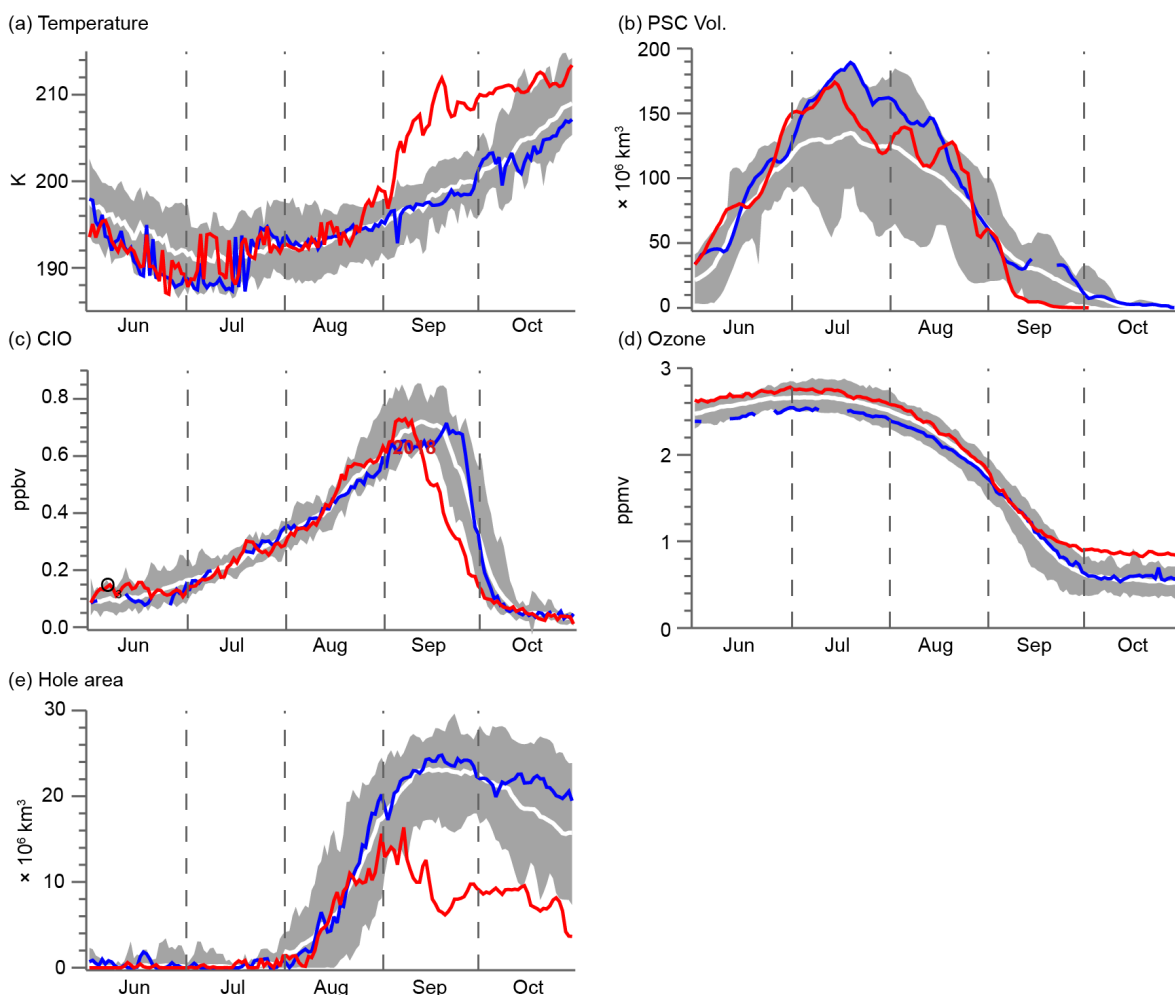 (a) Temperature
210
200
190
K
Jun Jul Aug Sep Oct
(b) PSC Vol.
200
150
100
50
0
× 10⁶ km³
Jun Jul Aug Sep Oct
(c) ClO
0.8
0.6
0.4
0.2
0.0
ppbv
Jun Jul Aug Sep Oct
(d) Ozone
3
2
1
0
ppmv
Jun Jul Aug Sep Oct
(e) Hole area
30
20
10
0
× 10⁶ km³
Jun Jul Aug Sep Oct